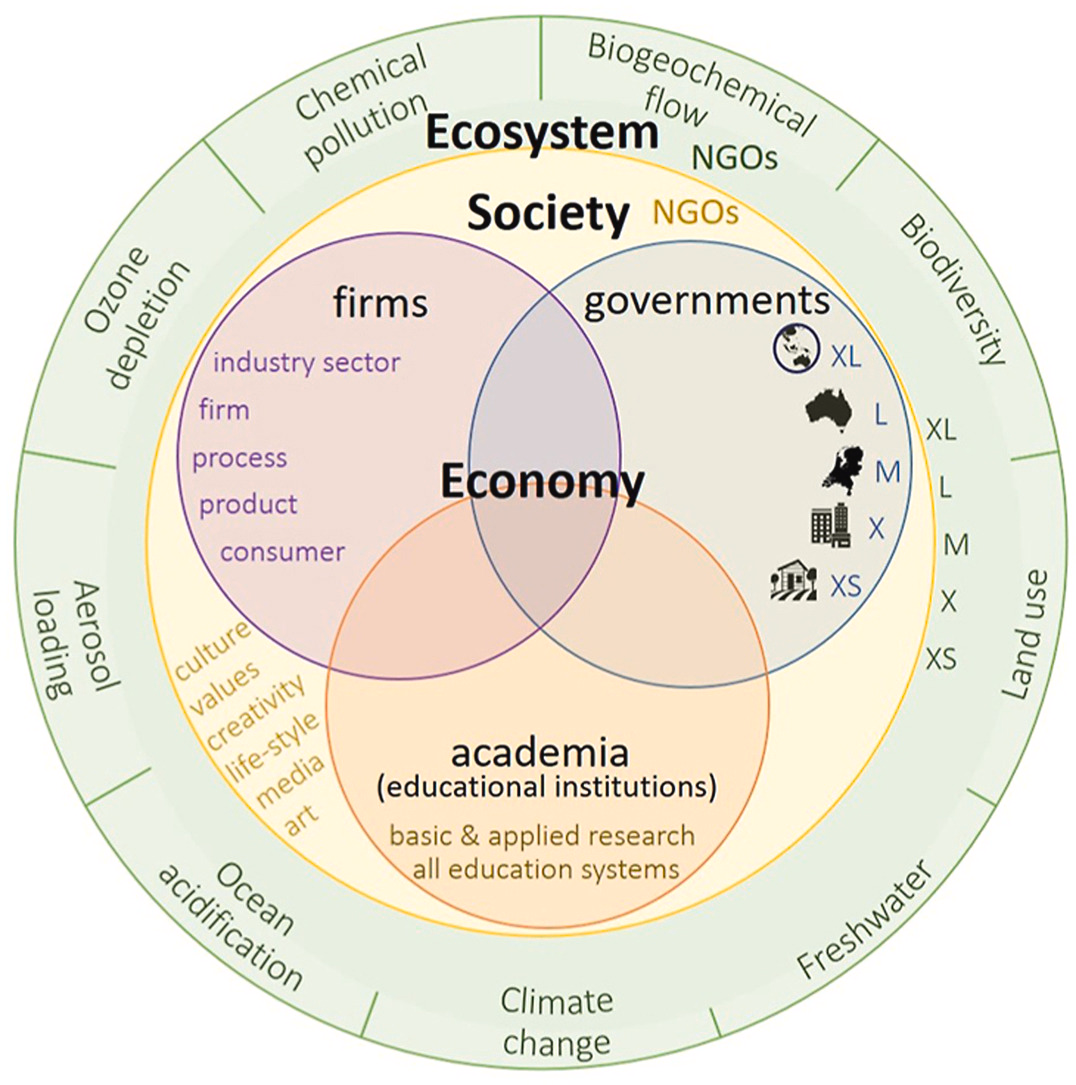 Chemical
pollution
Biogeochemical
flow
Ecosystem
NGOs
Society
NGOs
Biodiversity
Ozone
depletion
firms
governments
industry sector
XL
firm
L
XL
process
M
L
Economy
product
X
M
consumer
XS
X
XS
Aerosol
loading
Land use
culture
values
creativity
life-style
media
art
academia
(educational institutions)
basic & applied research
all education systems
Ocean
acidification
Freshwater
Climate
change